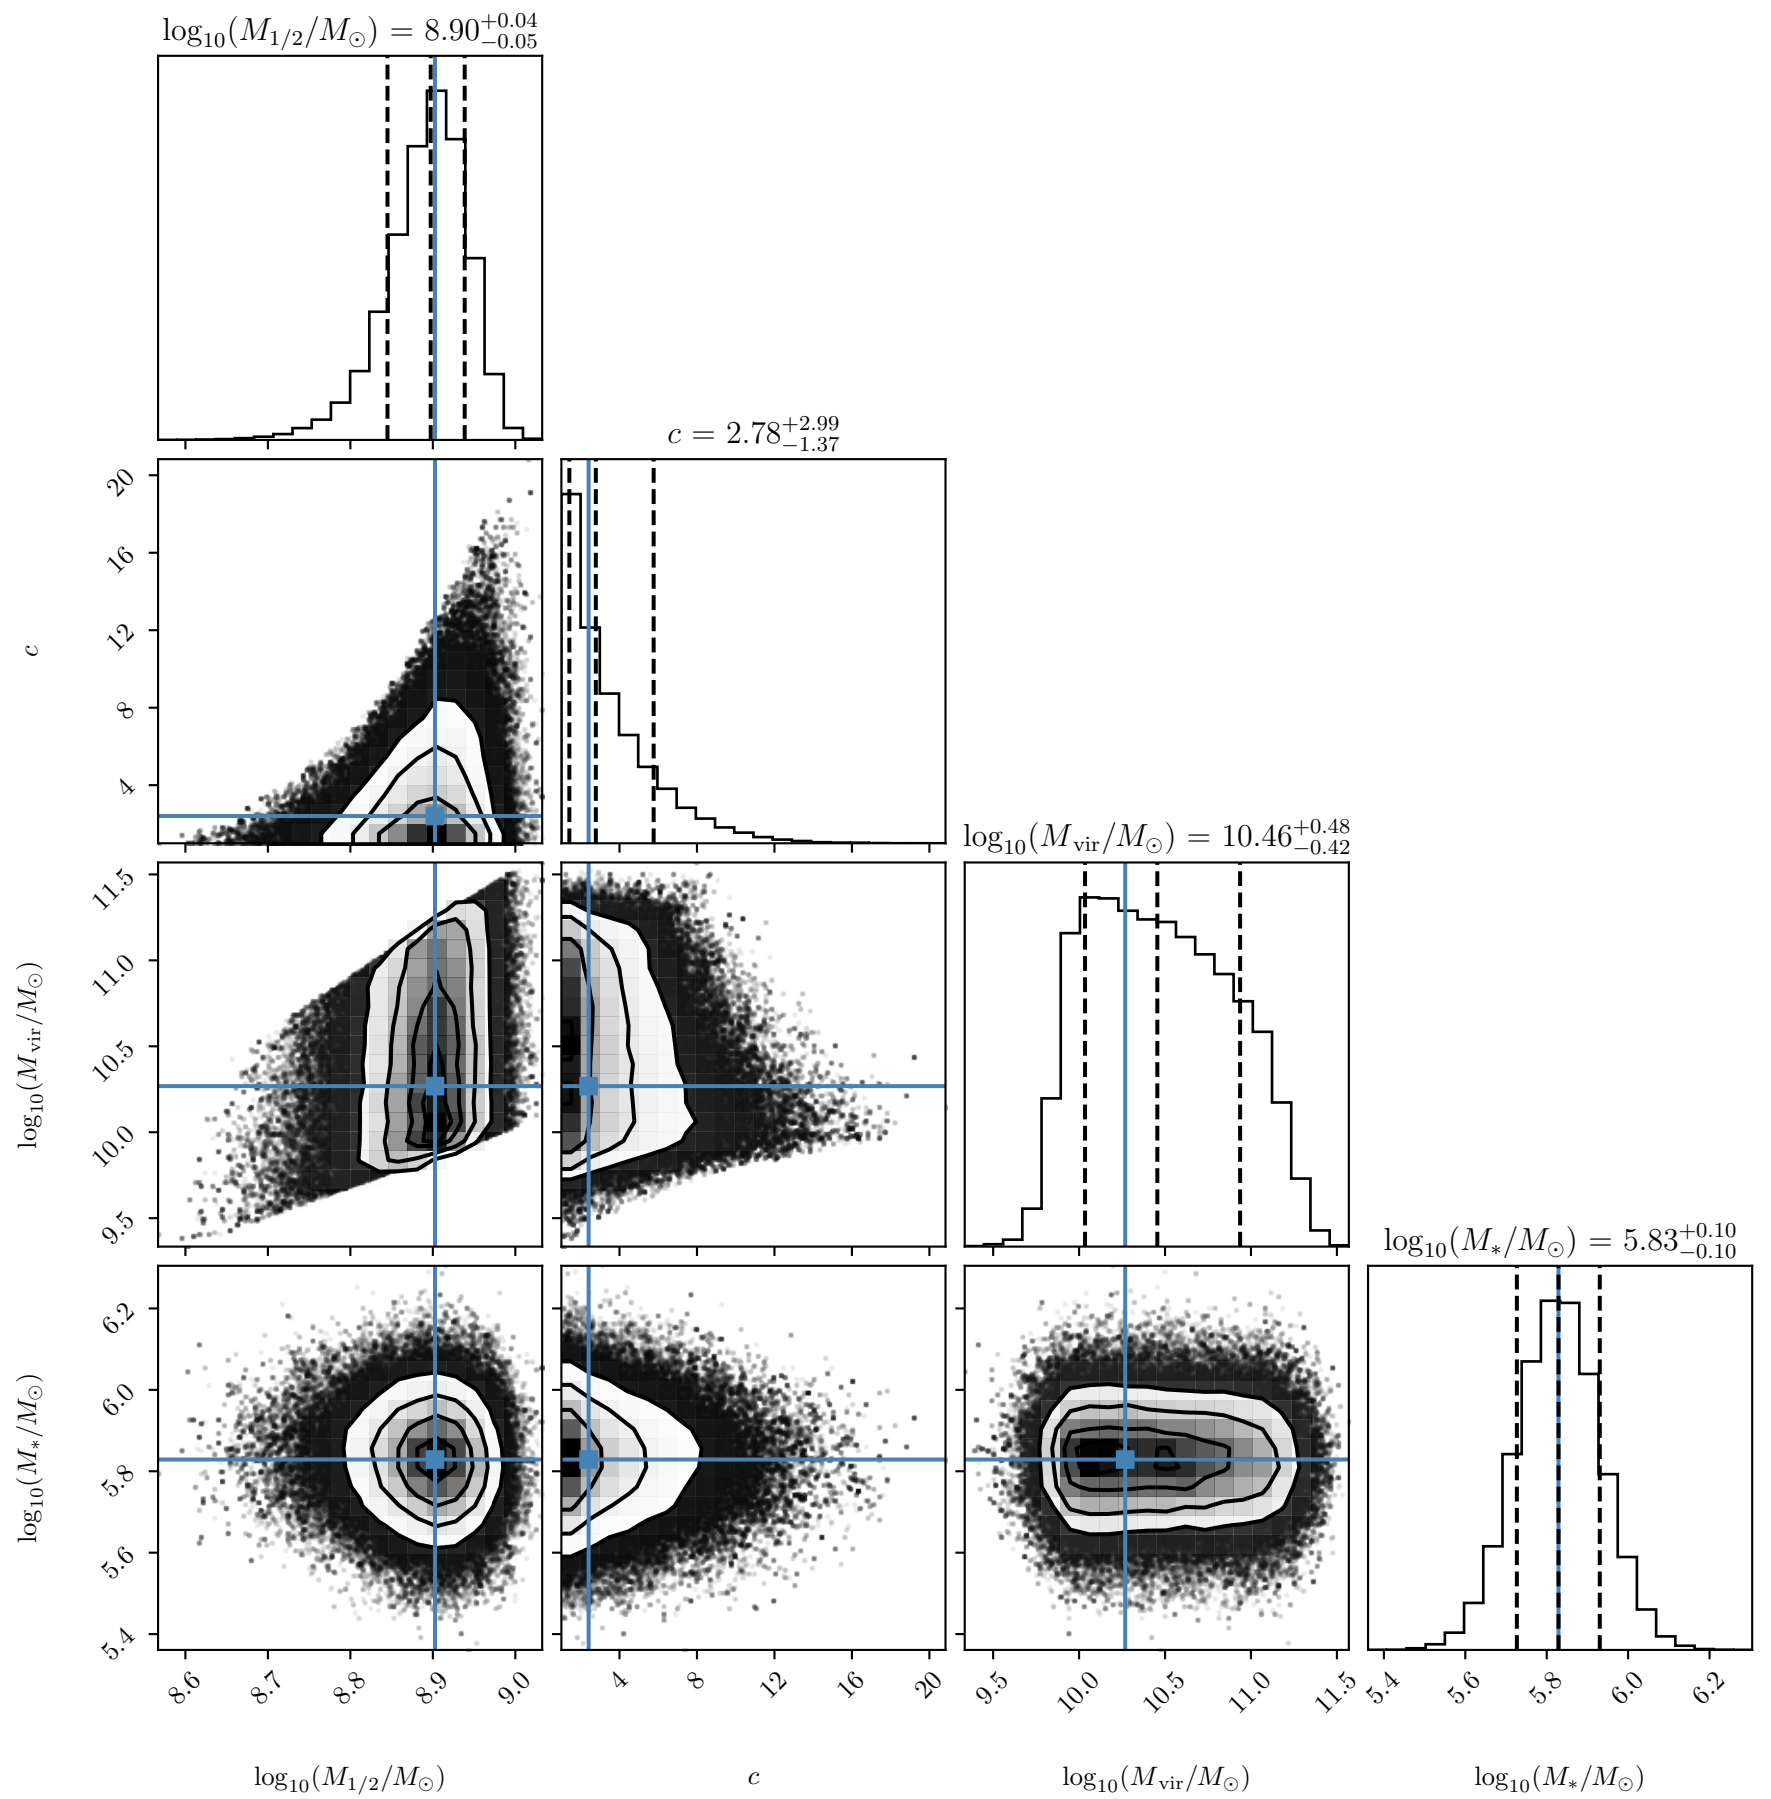 log₁₀(M₁/₂/M⊙) = 8.90⁺⁰·⁰⁴₋₀.₀₅
c = 2.78⁺²·⁹⁹₋₁.₃₇
20
16
12
8
4
c
log₁₀(Mvir/M⊙) = 10.46⁺⁰·⁴⁸₋₀.₄₂
11.5
11.0
10.5
10.0
9.5
log₁₀(Mvir/M⊙)
log₁₀(M∗/M⊙) = 5.83⁺⁰·¹⁰₋₀.₁₀
6.2
6.0
5.8
5.6
5.4
log₁₀(M∗/M⊙)
8.6 8.7 8.8 8.9 9.0 4 8 12 16 20 9.5 10.0 10.5 11.0 11.5 5.4 5.6 5.8 6.0 6.2
log₁₀(M₁/₂/M⊙) c log₁₀(Mvir/M⊙) log₁₀(M∗/M⊙)